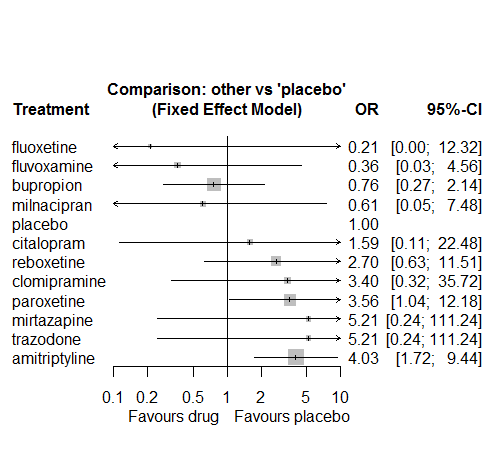 Comparison: other vs 'placebo'
Treatment (Fixed Effect Model) OR 95%-CI
fluoxetine 0.21 [0.00; 12.32]
fluvoxamine 0.36 [0.03; 4.56]
bupropion 0.76 [0.27; 2.14]
milnacipran 0.61 [0.05; 7.48]
placebo 1.00
citalopram 1.59 [0.11; 22.48]
reboxetine 2.70 [0.63; 11.51]
clomipramine 3.40 [0.32; 35.72]
paroxetine 3.56 [1.04; 12.18]
mirtazapine 5.21 [0.24; 111.24]
trazodone 5.21 [0.24; 111.24]
amitriptyline 4.03 [1.72; 9.44]
0.1 0.2 0.5 1 2 5 10
Favours drug Favours placebo